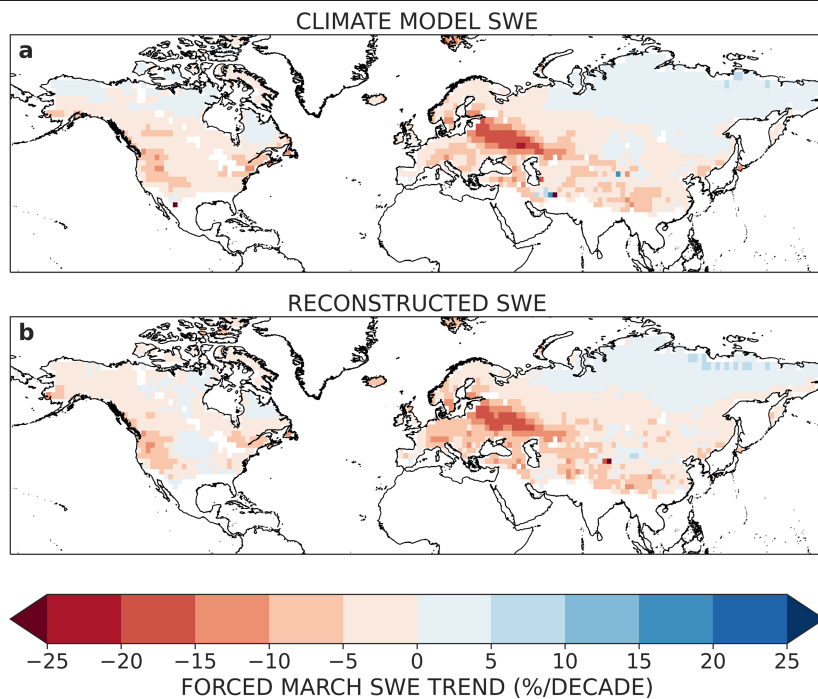 CLIMATE MODEL SWE
a
RECONSTRUCTED SWE
b
−25 −20 −15 −10 −5 0 5 10 15 20 25
FORCED MARCH SWE TREND (%/DECADE)